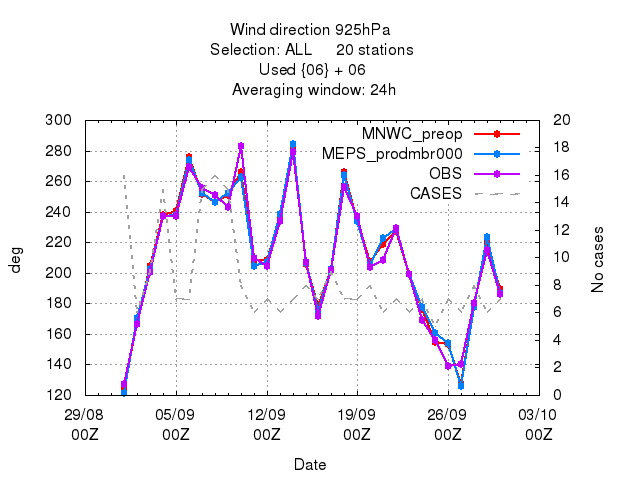 Wind direction 925hPa
Selection: ALL 20 stations
Used {06} + 06
Averaging window: 24h
MNWC_preop
MEPS_prodmbr000
OBS
CASES
deg
300
280
260
240
220
200
180
160
140
120
No cases
20
18
16
14
12
10
8
6
4
2
0
29/08 05/09 12/09 19/09 26/09 03/10
00Z 00Z 00Z 00Z 00Z 00Z
Date